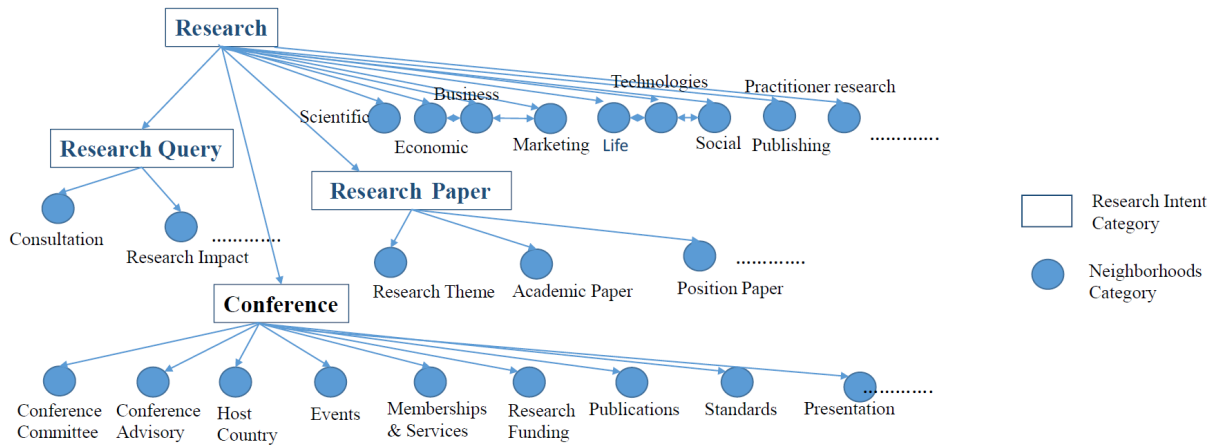 Research
Technologies
Business
Practitioner research
Scientific
Economic
Marketing
Life
Social
Publishing
.............
Research Query
Research Paper
Consultation
Research Impact
.............
Research Theme
Academic Paper
Position Paper
.............
Research Intent
Category
Neighborhoods
Category
Conference
Conference
Committee
Conference
Advisory
Host
Country
Events
Memberships
& Services
Research
Funding
Publications
Standards
Presentation
.............